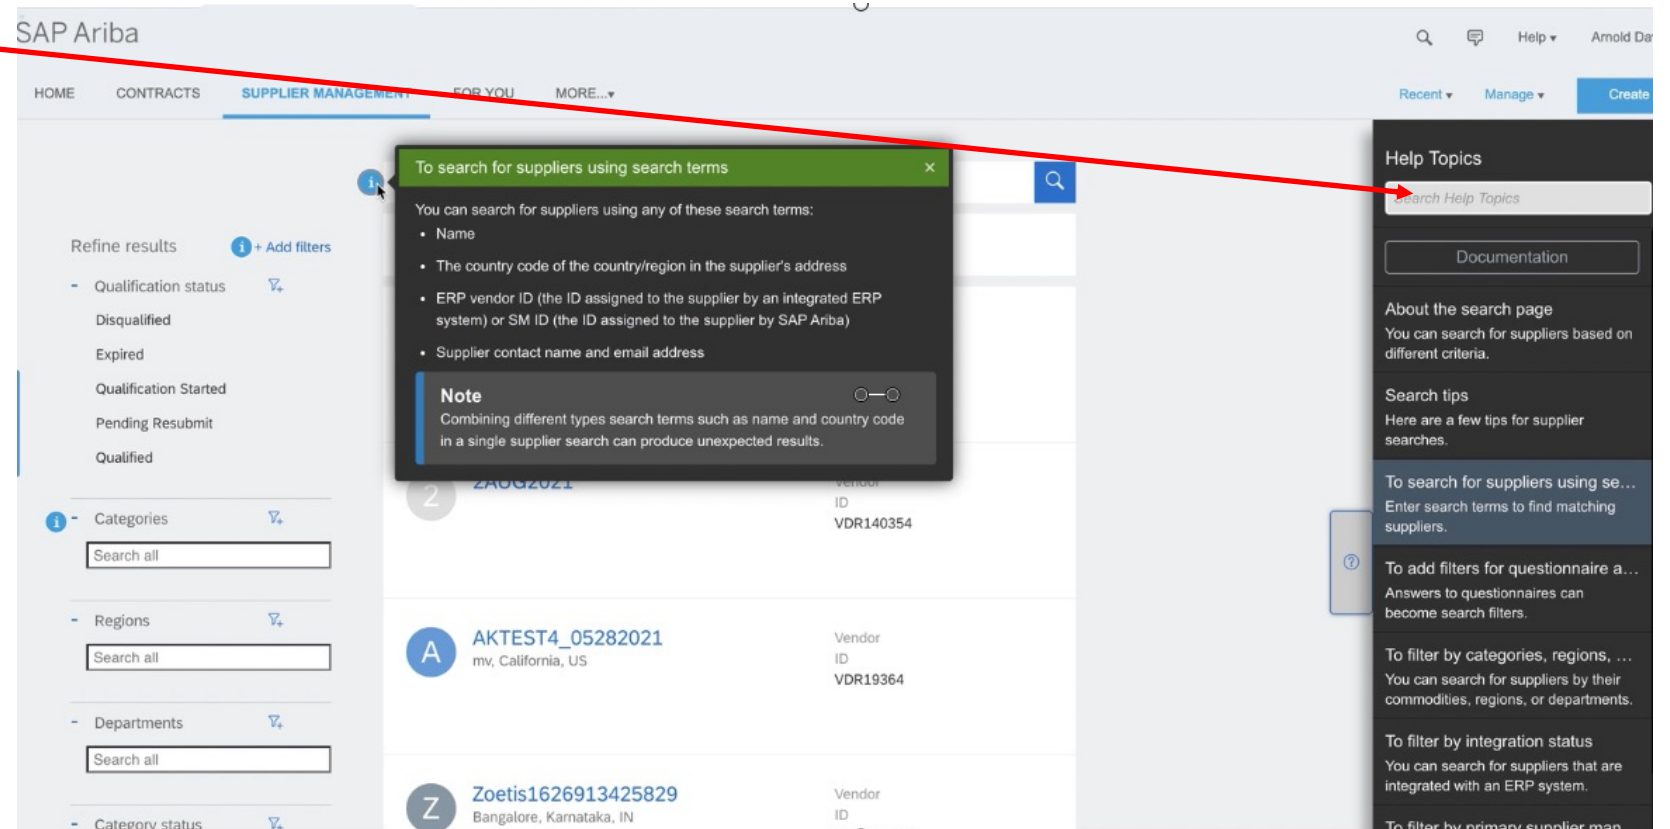 SAP Ariba
Help ▾
HOME
CONTRACTS
SUPPLIER MANAGEMENT
FOR YOU
MORE...▾
Recent ▾
Manage ▾
Create
To search for suppliers using search terms
×
You can search for suppliers using any of these search terms:
• Name
• The country code of the country/region in the supplier's address
• ERP vendor ID (the ID assigned to the supplier by an integrated ERP
system) or SM ID (the ID assigned to the supplier by SAP Ariba)
• Supplier contact name and email address
Note
Combining different types search terms such as name and country code
in a single supplier search can produce unexpected results.
Refine results
i
+ Add filters
- Qualification status
Disqualified
Expired
Qualification Started
Pending Resubmit
Qualified
i
- Categories
Search all
- Regions
Search all
- Departments
Search all
- Category status
2
2AUG2021
Vendor
ID
VDR140354
A
AKTEST4_05282021
mv, California, US
Vendor
ID
VDR19364
Z
Zoetis1626913425829
Bangalore, Karnataka, IN
Vendor
ID
?
Arnold
Help Topics
Search Help Topics
Documentation
About the search page
You can search for suppliers based on
different criteria.
Search tips
Here are a few tips for supplier
searches.
To search for suppliers using se...
Enter search terms to find matching
suppliers.
To add filters for questionnaire a...
Answers to questionnaires can
become search filters.
To filter by categories, regions, ...
You can search for suppliers by their
commodities, regions, or departments.
To filter by integration status
You can search for suppliers that are
integrated with an ERP system.
To filter by primary supplier man